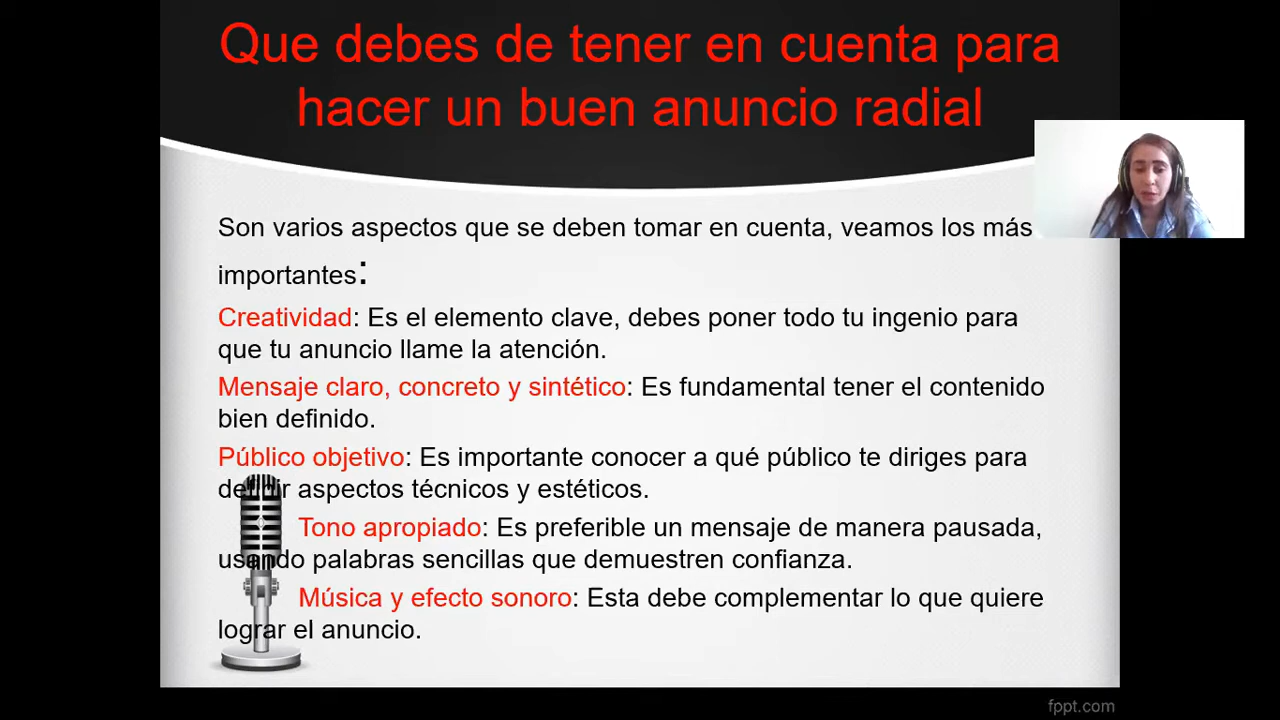 Que debes de tener en cuenta para
hacer un buen anuncio radial
Son varios aspectos que se deben tomar en cuenta, veamos los más
importantes:
Creatividad: Es el elemento clave, debes poner todo tu ingenio para
que tu anuncio llame la atención.
Mensaje claro, concreto y sintético: Es fundamental tener el contenido
bien definido.
Público objetivo: Es importante conocer a qué público te diriges para
definir aspectos técnicos y estéticos.
Tono apropiado: Es preferible un mensaje de manera pausada,
usando palabras sencillas que demuestren confianza.
Música y efecto sonoro: Esta debe complementar lo que quiere
lograr el anuncio.
fppt.com